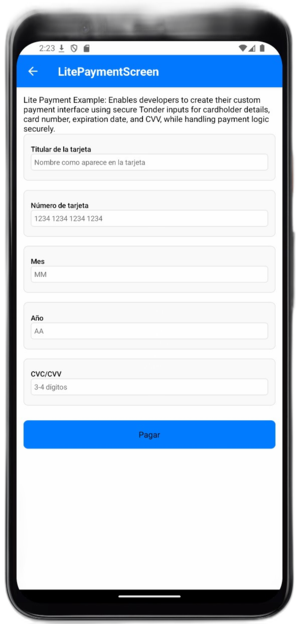 2:23
LitePaymentScreen
Lite Payment Example: Enables developers to create their custom
payment interface using secure Tonder inputs for cardholder details,
card number, expiration date, and CVV, while handling payment logic
securely.
Titular de la tarjeta
Nombre como aparece en la tarjeta
Número de tarjeta
1234 1234 1234 1234
Mes
MM
Año
AA
CVC/CVV
3-4 dígitos
Pagar